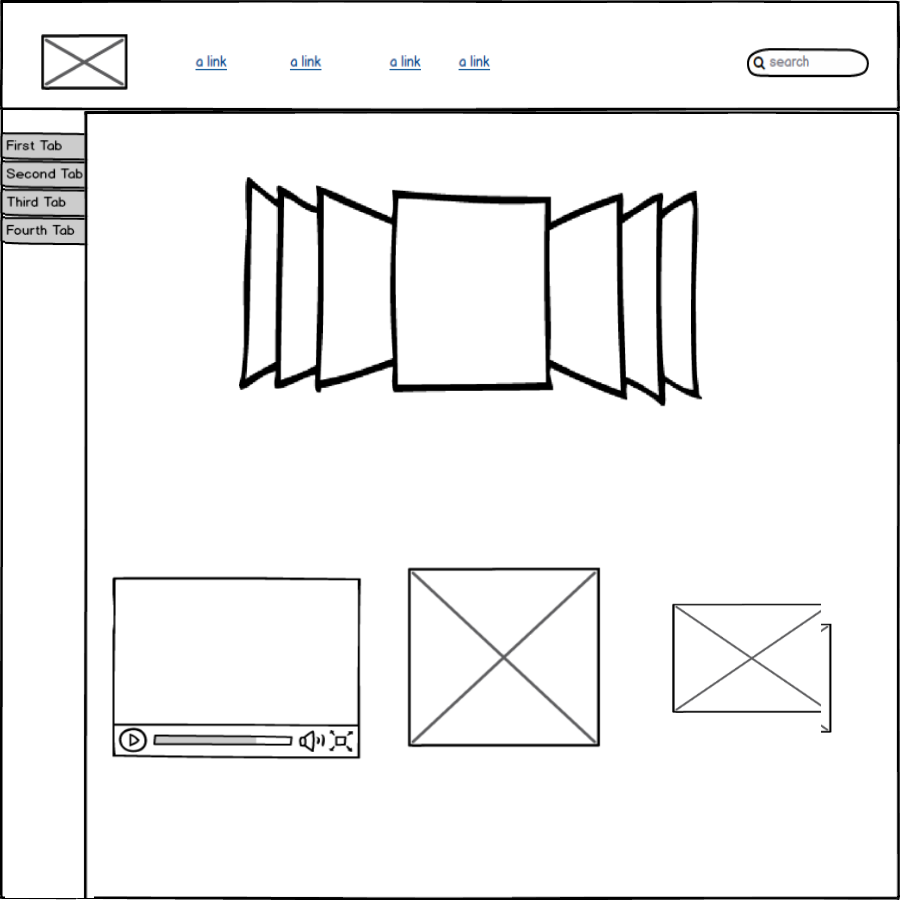 a link a link a link a link search
First Tab
Second Tab
Third Tab
Fourth Tab